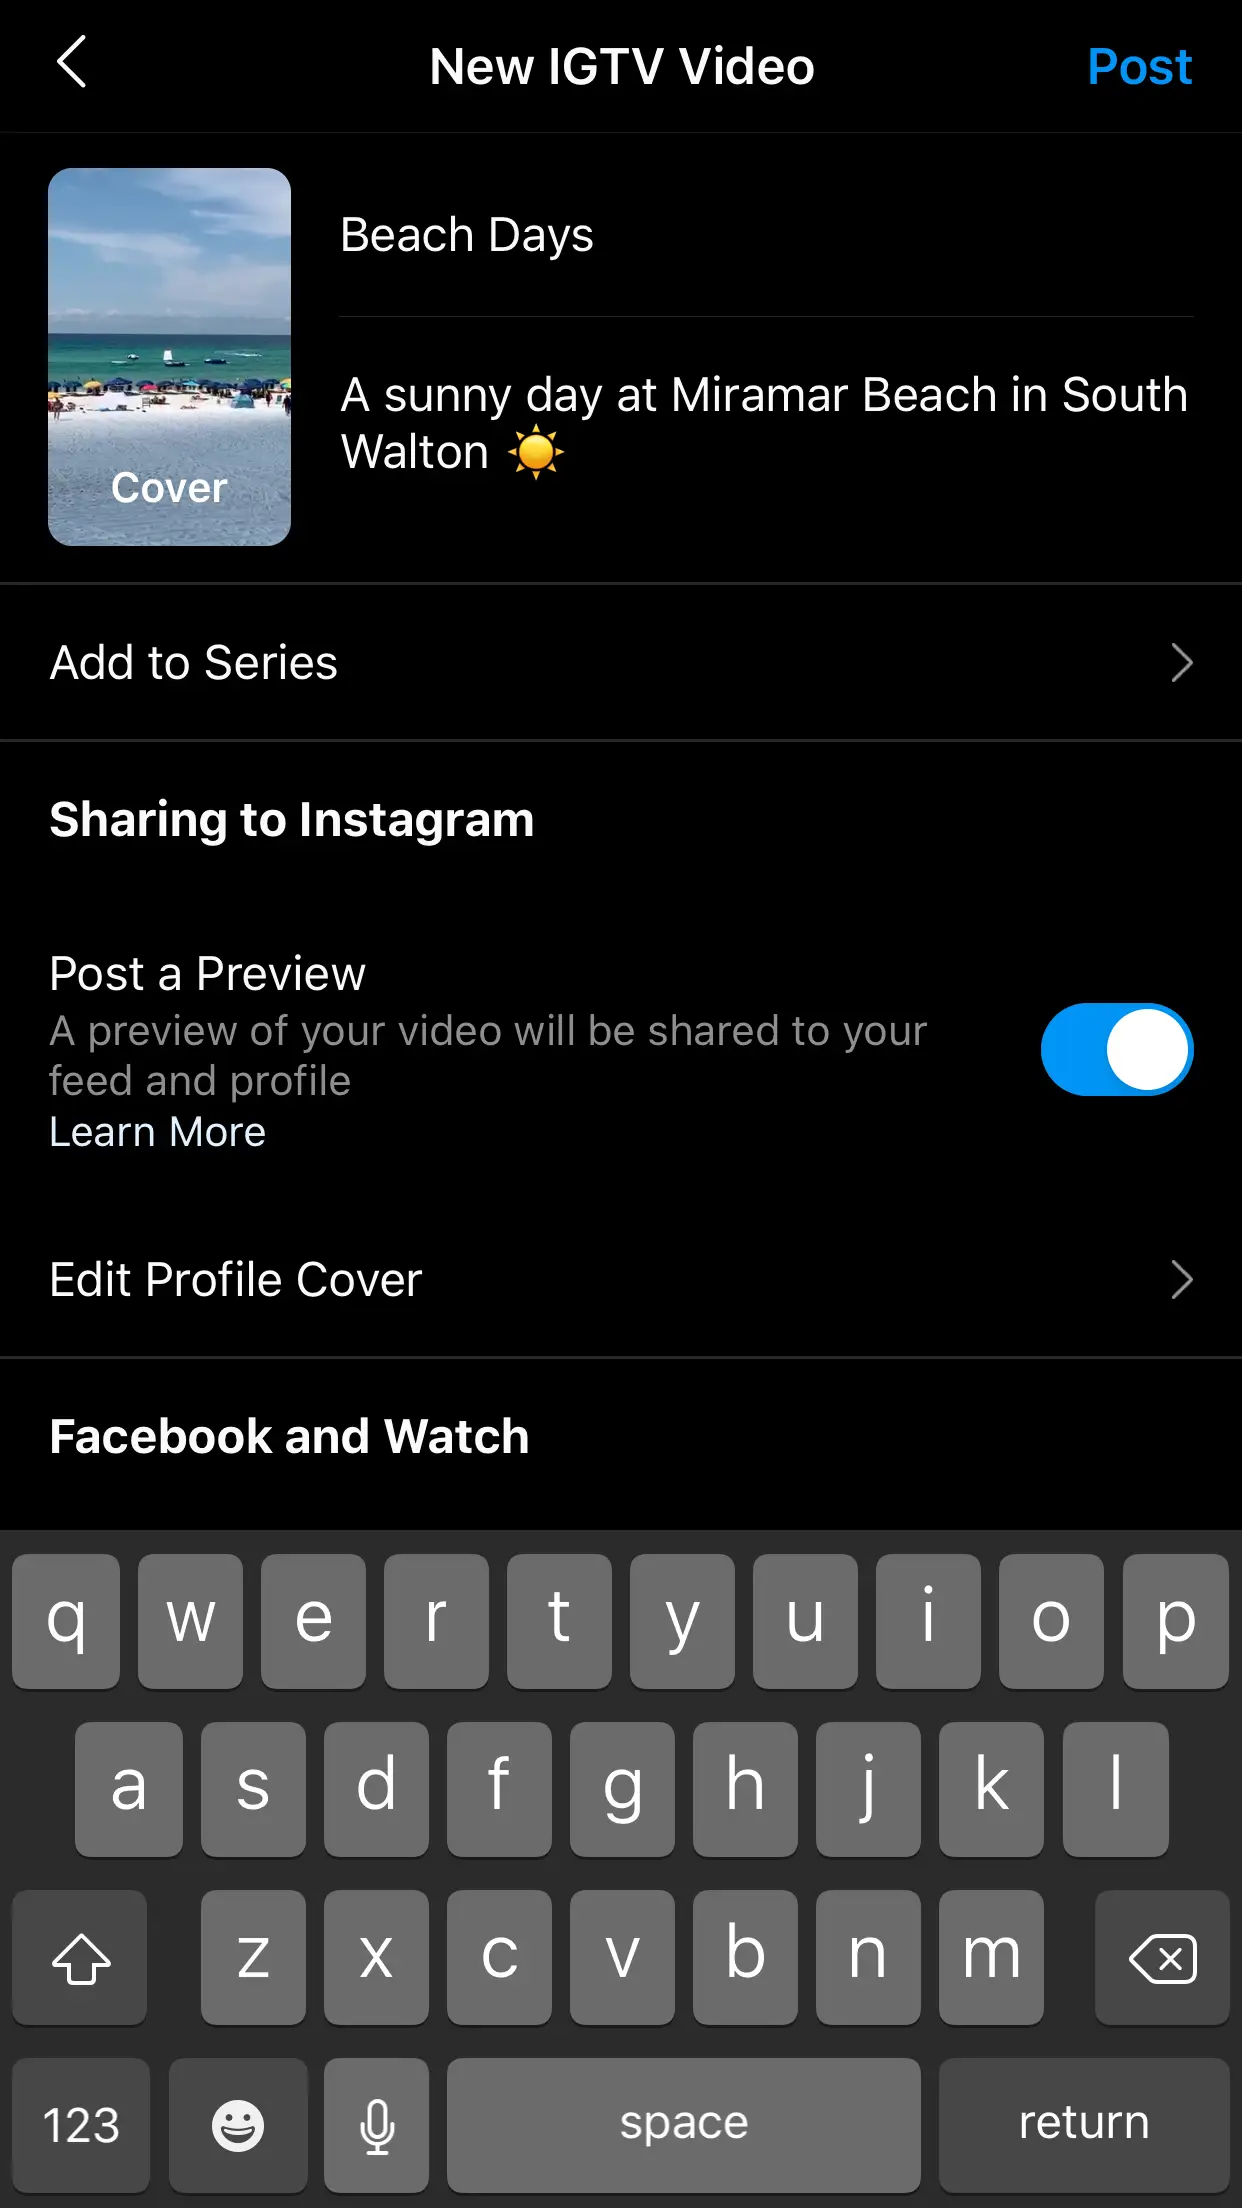 New IGTV Video
Post
Cover
Beach Days
A sunny day at Miramar Beach in South
Walton ☀️
Add to Series
Sharing to Instagram
Post a Preview
A preview of your video will be shared to your
feed and profile
Learn More
Edit Profile Cover
Facebook and Watch
q w e r t y u i o p
a s d f g h j k l
z x c v b n m
123 space return